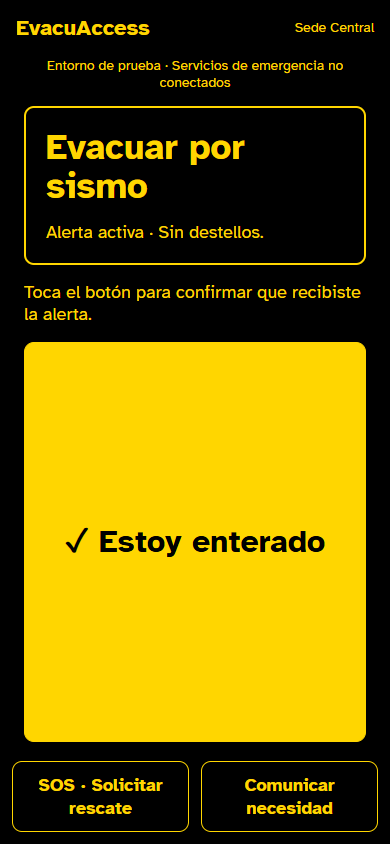 EvacuAccess
Sede Central
Entorno de prueba · Servicios de emergencia no
conectados
Evacuar por
sismo
Alerta activa · Sin destellos.
Toca el botón para confirmar que recibiste
la alerta.
✓ Estoy enterado
SOS · Solicitar
rescate
Comunicar
necesidad